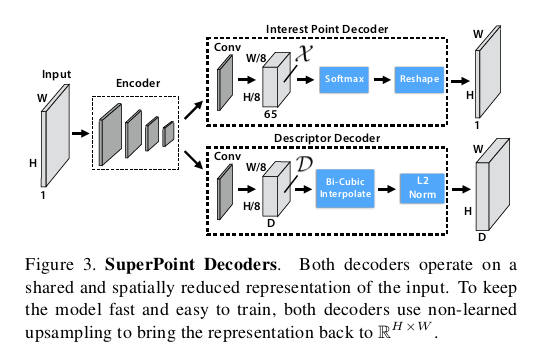 Interest Point Decoder
Input
W
H
1
Encoder
Conv
W/8
H/8
65
X
Softmax
Reshape
W
H
1
Descriptor Decoder
Conv
W/8
H/8
D
D
Bi-Cubic
Interpolate
L2
Norm
W
H
D
Figure 3. SuperPoint Decoders. Both decoders operate on a
shared and spatially reduced representation of the input. To keep
the model fast and easy to train, both decoders use non-learned
upsampling to bring the representation back to ℝ^{H×W}.